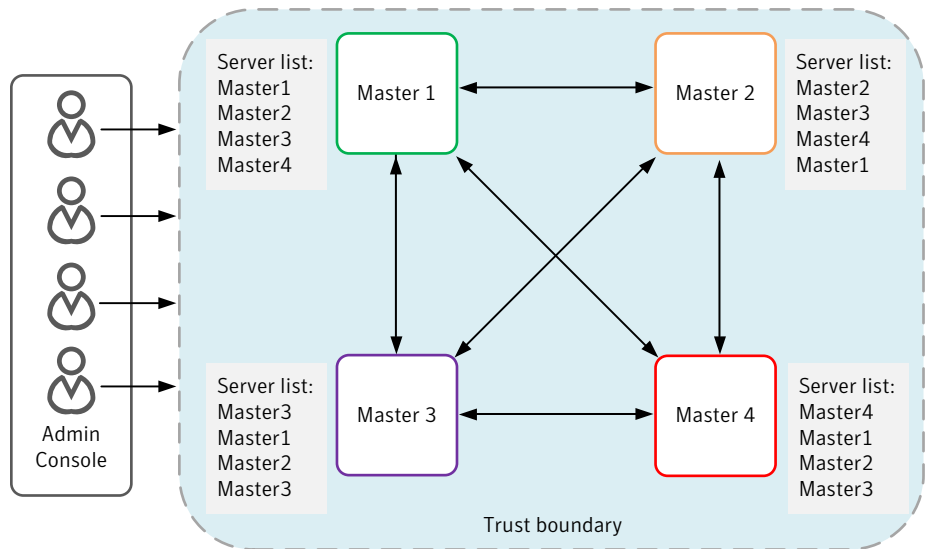 Server list:
Master1
Master2
Master3
Master4
Master 1
Master 2
Server list:
Master2
Master3
Master4
Master1
Admin
Console
Server list:
Master3
Master1
Master2
Master3
Master 3
Master 4
Server list:
Master4
Master1
Master2
Master3
Trust boundary